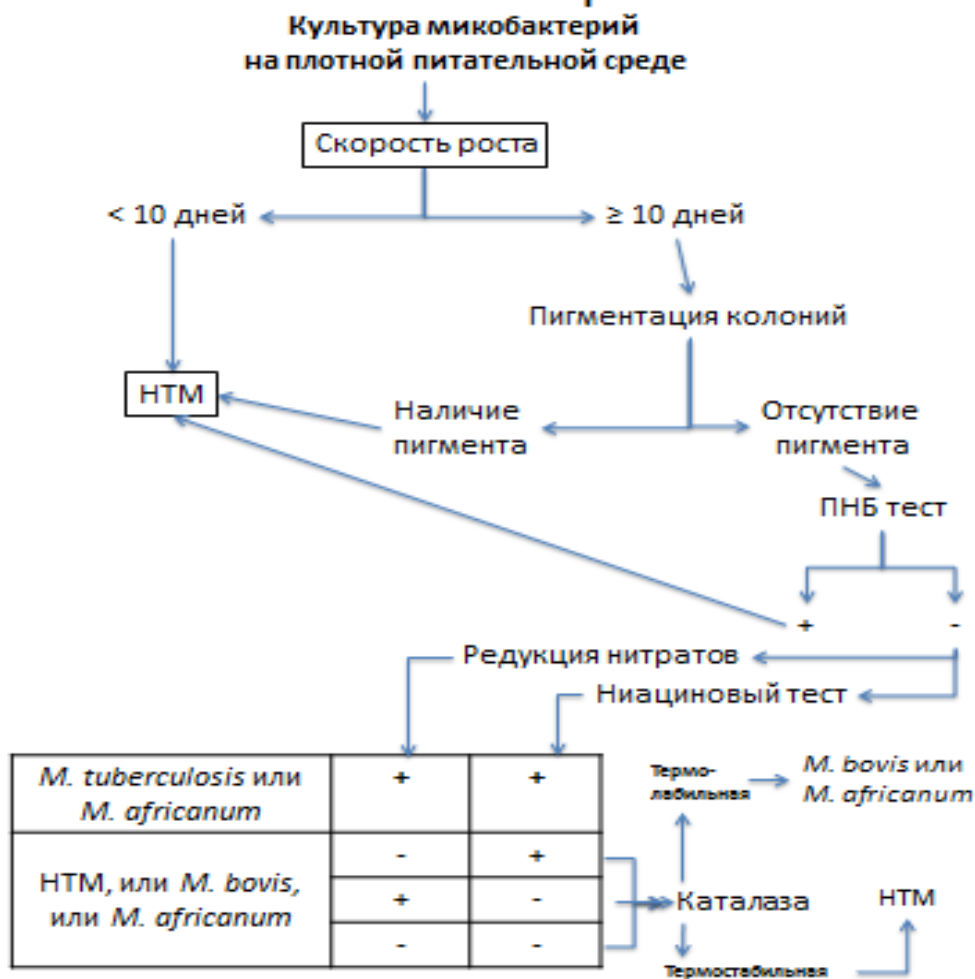 Культура микобактерий
на плотной питательной среде
Скорость роста
< 10 дней
≥ 10 дней
Пигментация колоний
НТМ
Наличие
пигмента
Отсутствие
пигмента
ПНБ тест
+ -
Редукция нитратов
Ниациновый тест
M. tuberculosis или
M. africanum
+ +
НТМ, или M. bovis,
или M. africanum
- +
+ -
- -
Термо-
лабильная
M. bovis или
M. africanum
Каталаза
НТМ
Термостабильная